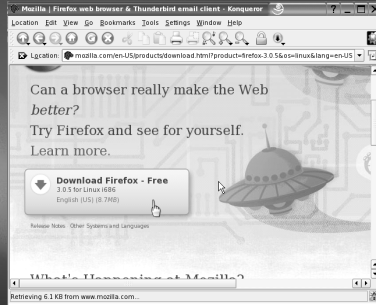 Mozilla | Firefox web browser & Thunderbird email client - Konqueror
Location Edit View Go Bookmarks Tools Settings Window Help
Location: mozilla.com/en-US/products/download.html?product=firefox-3.0.5&os=linux&lang=en-US
Can a browser really make the Web
better?
Try Firefox and see for yourself.
Learn more.
Download Firefox - Free
3.0.5 for Linux i686
English (US) (8.7MB)
Release Notes Other Systems and Languages
What's Happening at Mozilla?
Retrieving 6.1 KB from www.mozilla.com...